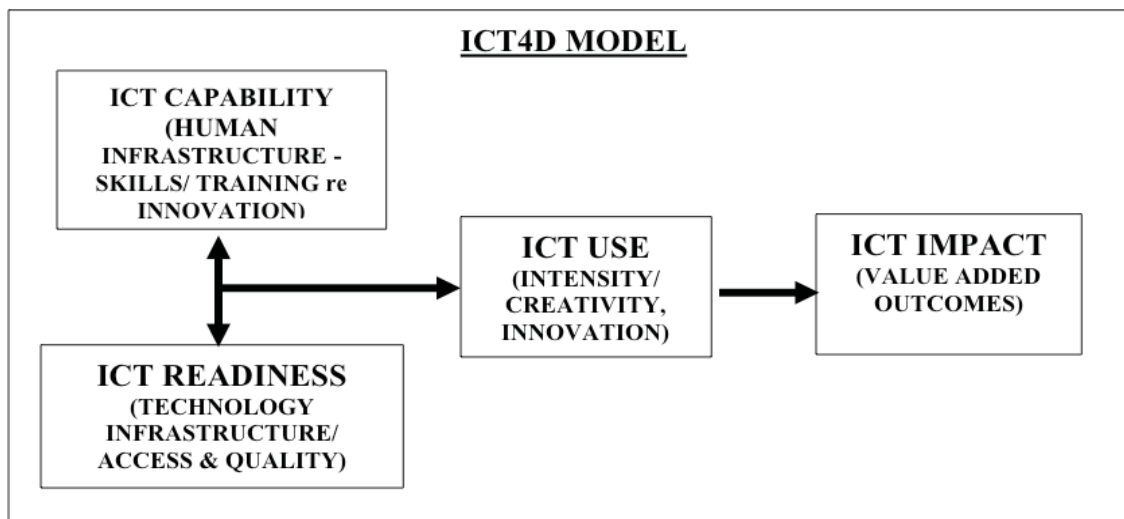 ICT4D MODEL
ICT CAPABILITY
(HUMAN
INFRASTRUCTURE -
SKILLS/ TRAINING re
INNOVATION)
ICT READINESS
(TECHNOLOGY
INFRASTRUCTURE/
ACCESS & QUALITY)
ICT USE
(INTENSITY/
CREATIVITY,
INNOVATION)
ICT IMPACT
(VALUE ADDED
OUTCOMES)